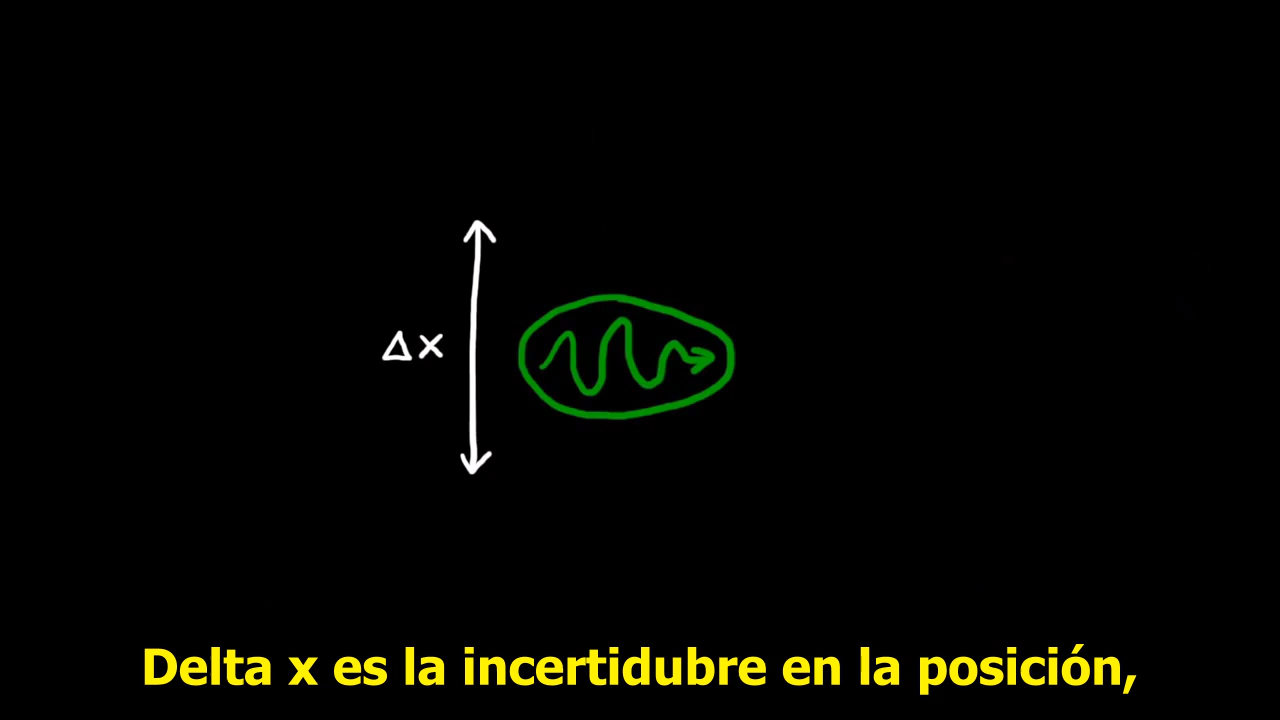 Δx
Delta x es la incertidubre en la posición,